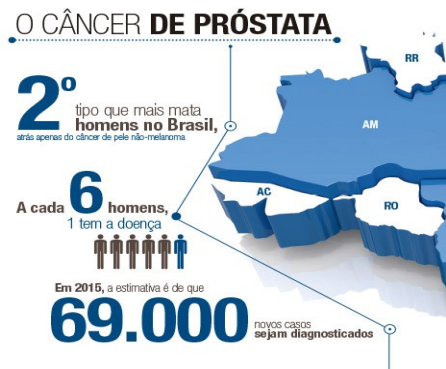 O CÂNCER DE PRÓSTATA
2º
tipo que mais mata
homens no Brasil,
atrás apenas do câncer de pele não-melanoma
A cada 6 homens,
1 tem a doença
Em 2015, a estimativa é de que
69.000
novos casos
sejam diagnosticados
RR
AM
AC
RO